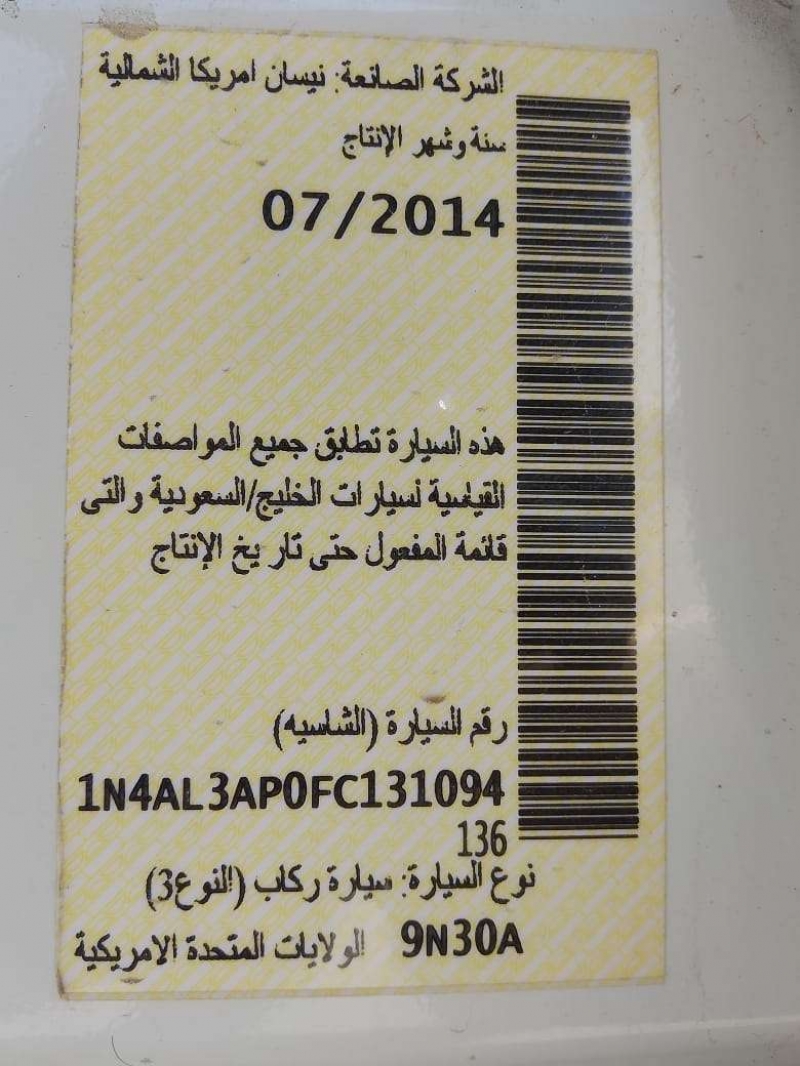 الشركة الصانعة: نيسان امريكا الشمالية
سنة وشهر الإنتاج
07/2014
هذه السيارة تطابق جميع المواصفات
القياسية لسيارات الخليج/السعودية والتى
قائمة المفعول حتى تاريخ الإنتاج
رقم السيارة (الشاسيه)
1N4AL3AP0FC131094
136
نوع السيارة: سيارة ركاب (النوع3)
9N30A الولايات المتحدة الامريكية